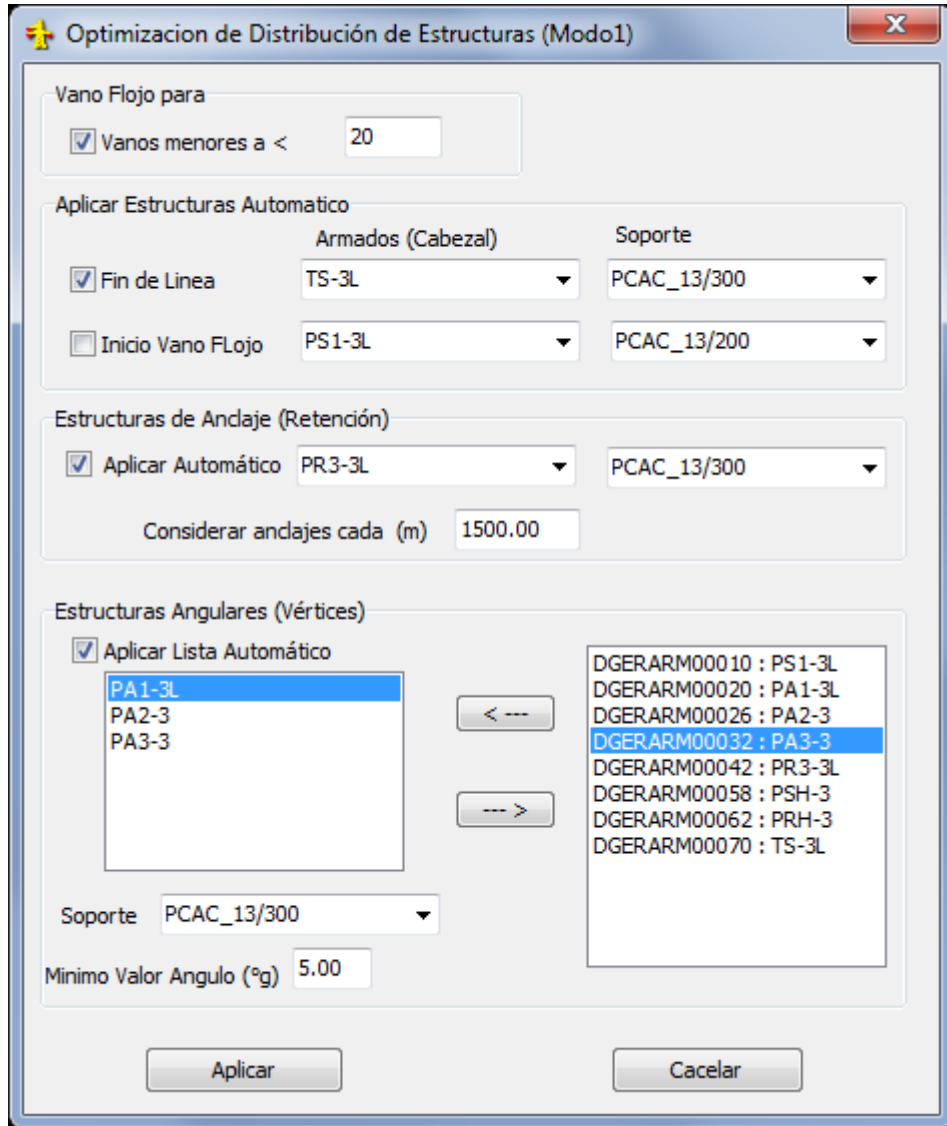 Optimizacion de Distribución de Estructuras (Modo1)
Vano Flojo para
Vanos menores a < 20
Aplicar Estructuras Automatico
Armados (Cabezal) Soporte
Fin de Linea TS-3L PCAC_13/300
Inicio Vano FLojo PS1-3L PCAC_13/200
Estructuras de Anclaje (Retención)
Aplicar Automático PR3-3L PCAC_13/300
Considerar anclajes cada (m) 1500.00
Estructuras Angulares (Vértices)
Aplicar Lista Automático
PA1-3L
PA2-3
PA3-3
< ---
--- >
DGERARM00010 : PS1-3L
DGERARM00020 : PA1-3L
DGERARM00026 : PA2-3
DGERARM00032 : PA3-3
DGERARM00042 : PR3-3L
DGERARM00058 : PSH-3
DGERARM00062 : PRH-3
DGERARM00070 : TS-3L
Soporte PCAC_13/300
Minimo Valor Angulo (ºg) 5.00
Aplicar Cacelar